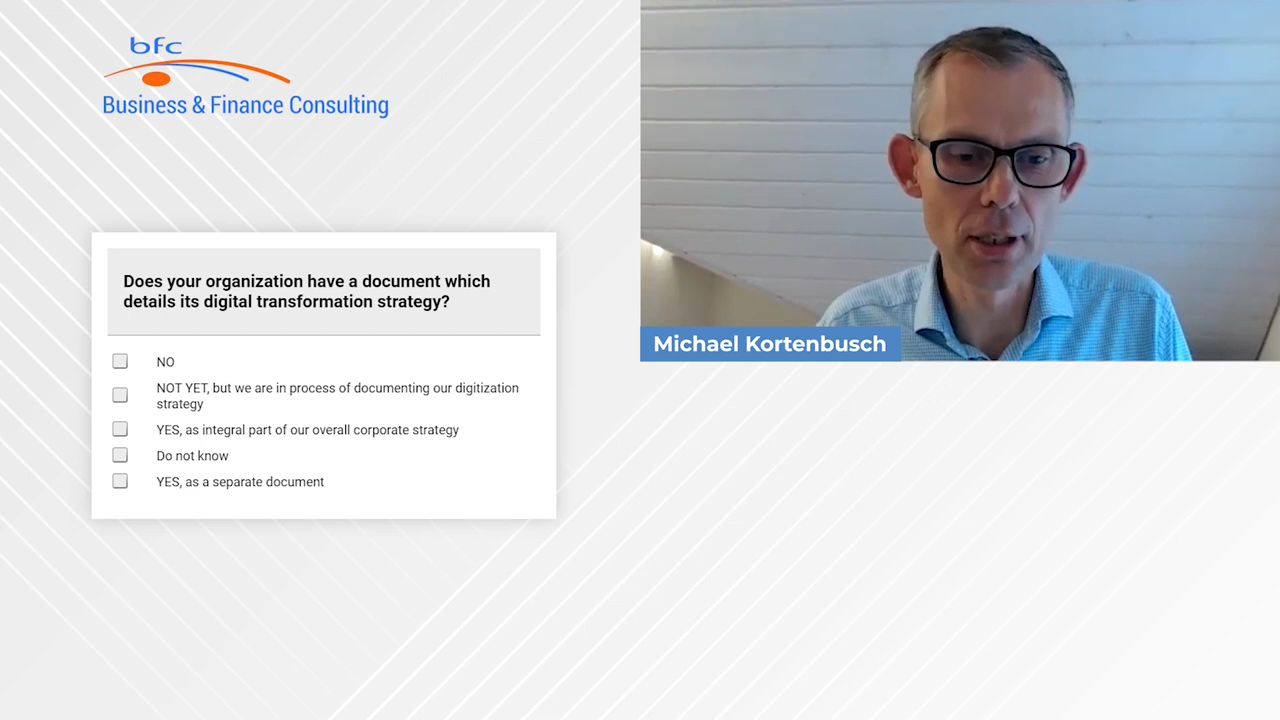 bfc
Business & Finance Consulting
Does your organization have a document which
details its digital transformation strategy?
NO
NOT YET, but we are in process of documenting our digitization
strategy
YES, as integral part of our overall corporate strategy
Do not know
YES, as a separate document
Michael Kortenbusch